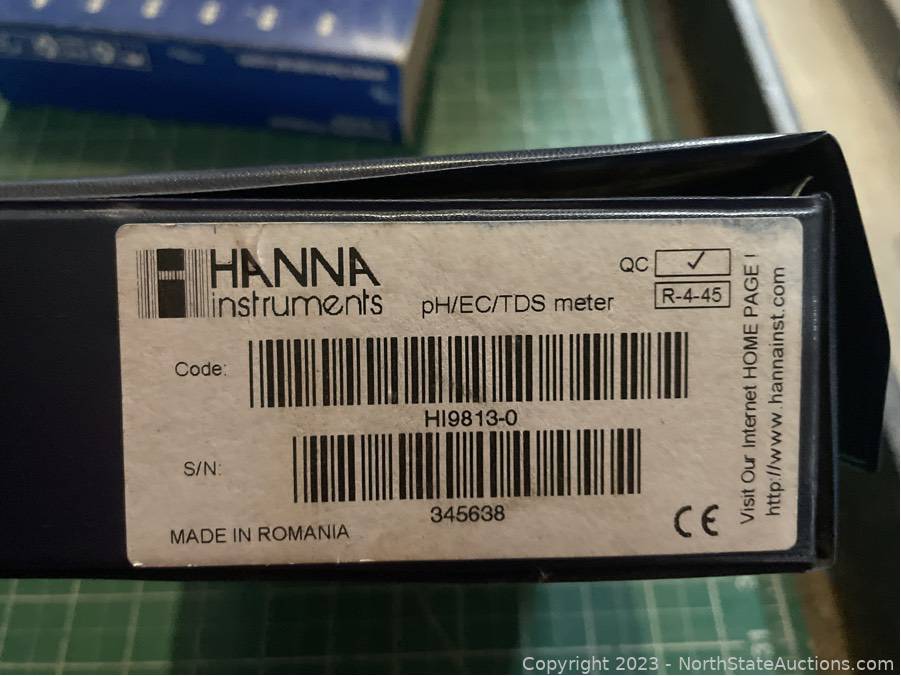 HANNA
instruments
pH/EC/TDS meter
QC ✓
R-4-45
Code:
HI9813-0
S/N:
345638
MADE IN ROMANIA
CE
Visit Our Internet HOME PAGE !
http://www.hannainst.com
Copyright © 2023 - NorthStateAuctions.com